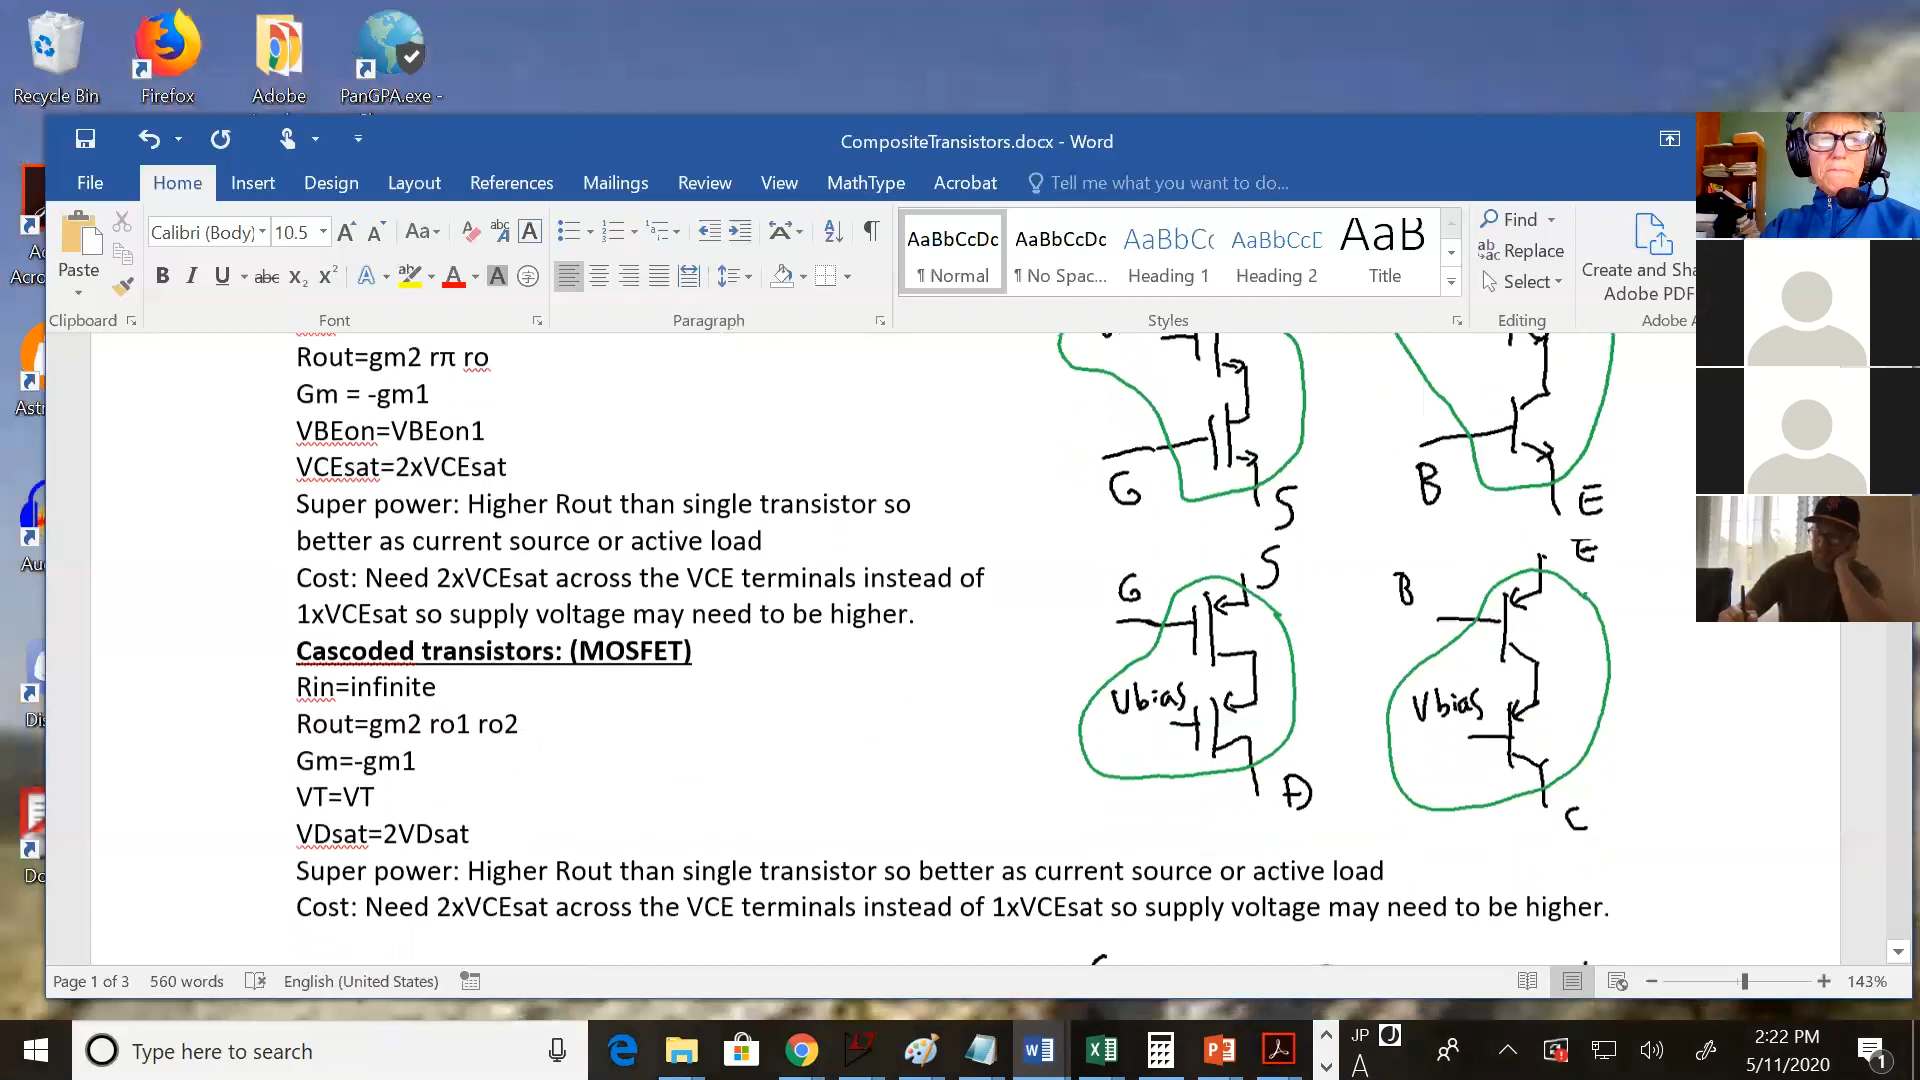 Recycle Bin
Firefox
Adobe
PanGPA.exe -
CompositeTransistors.docx - Word
File Home Insert Design Layout References Mailings Review View MathType Acrobat Tell me what you want to do...
Paste
Clipboard
Calibri (Body) 10.5
Font
Paragraph
AaBbCcDc AaBbCcDc AaBbC AaBbCcD AaB
¶ Normal ¶ No Spac... Heading 1 Heading 2 Title
Styles
Find
Replace
Select
Editing
Create and Sha
Adobe PDF
Adobe A
Rout=gm2 rπ ro
Gm = -gm1
VBEon=VBEon1
VCEsat=2xVCEsat
Super power: Higher Rout than single transistor so
better as current source or active load
Cost: Need 2xVCEsat across the VCE terminals instead of
1xVCEsat so supply voltage may need to be higher.
Cascoded transistors: (MOSFET)
Rin=infinite
Rout=gm2 ro1 ro2
Gm=-gm1
VT=VT
VDsat=2VDsat
Super power: Higher Rout than single transistor so better as current source or active load
Cost: Need 2xVCEsat across the VCE terminals instead of 1xVCEsat so supply voltage may need to be higher.
G
S
B
E
G
S
Vbias
D
B
E
Vbias
C
Page 1 of 3 560 words English (United States)
143%
Type here to search
JP
A
2:22 PM
5/11/2020
1